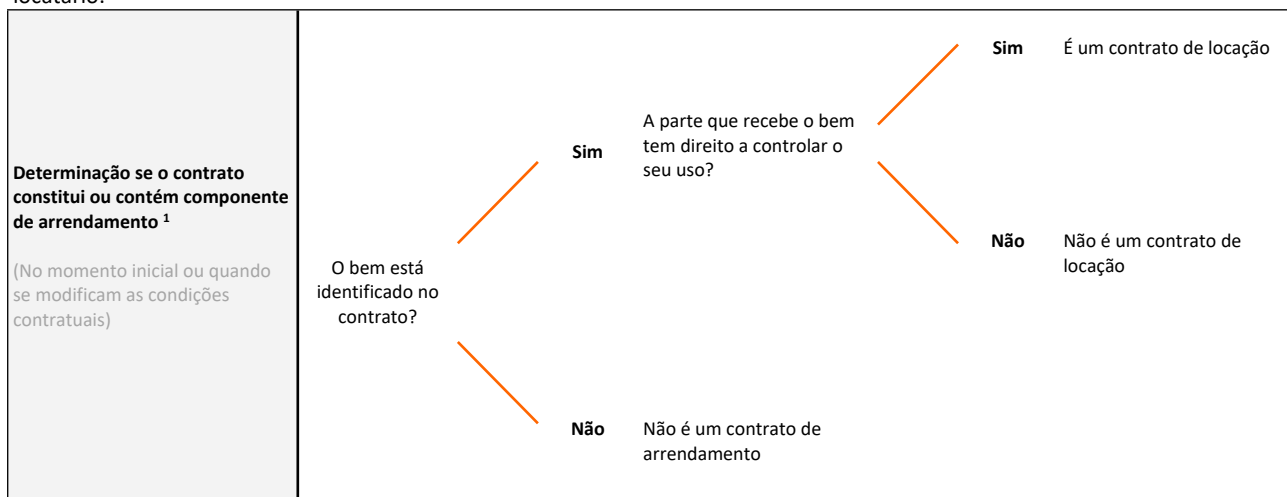 locatário?
Determinação se o contrato
constitui ou contém componente
de arrendamento 1
(No momento inicial ou quando
se modificam as condições
contratuais)
O bem está
identificado no
contrato?
Sim
A parte que recebe o bem
tem direito a controlar o
seu uso?
Sim
É um contrato de locação
Não
Não é um contrato de
locação
Não
Não é um contrato de
arrendamento